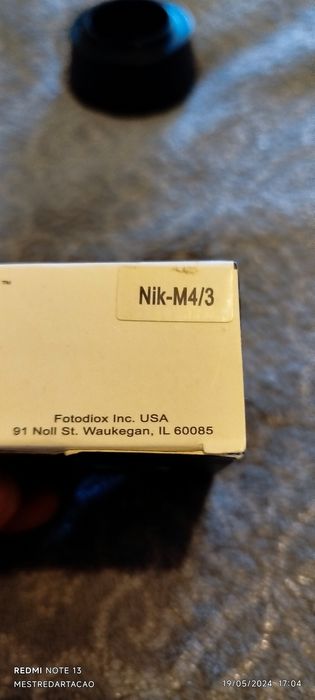 ™
Nik-M4/3
Fotodiox Inc. USA
91 Noll St. Waukegan, IL 60085
REDMI NOTE 13
MESTREDARTACAO
19/05/2024 17:04